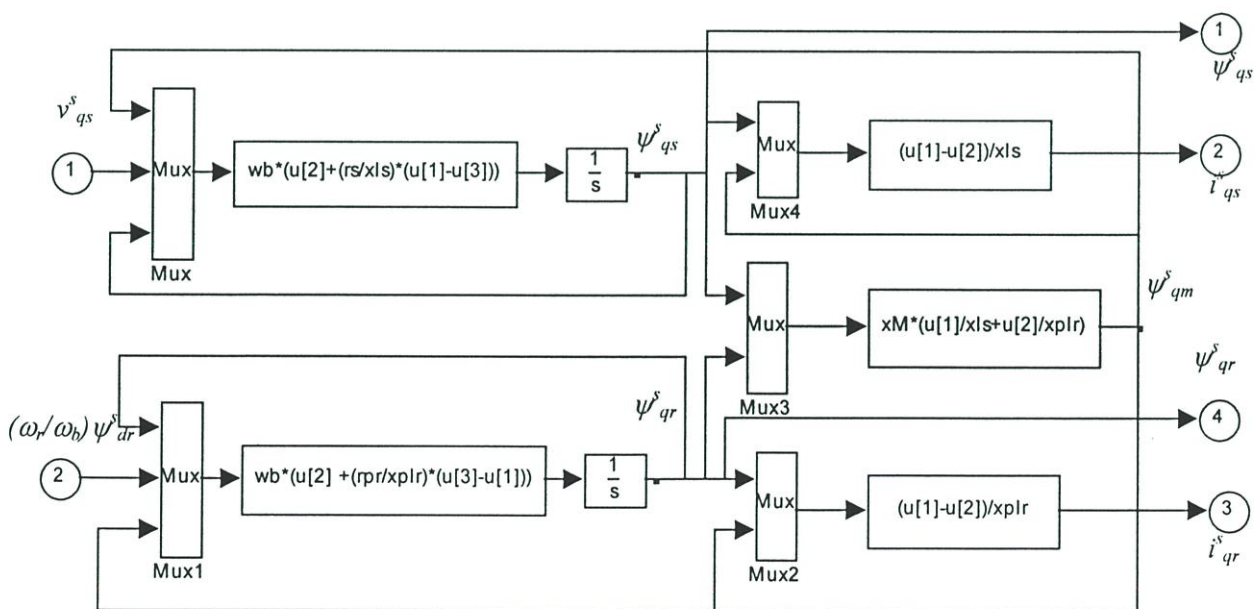 1
ψ^s_qs
v^s_qs
1
Mux
Mux
wb*(u[2]+(rs/xls)*(u[1]-u[3]))
1
s
ψ^s_qs
Mux
Mux4
(u[1]-u[2])/xls
2
i^s_qs
Mux
Mux3
xM*(u[1]/xls+u[2]/xplr)
ψ^s_qm
(ω_r/ω_b) ψ^s_dr
2
Mux
Mux1
wb*(u[2] +(rpr/xplr)*(u[3]-u[1]))
1
s
ψ^s_qr
ψ^s_qr
4
Mux
Mux2
(u[1]-u[2])/xplr
3
i^s_qr